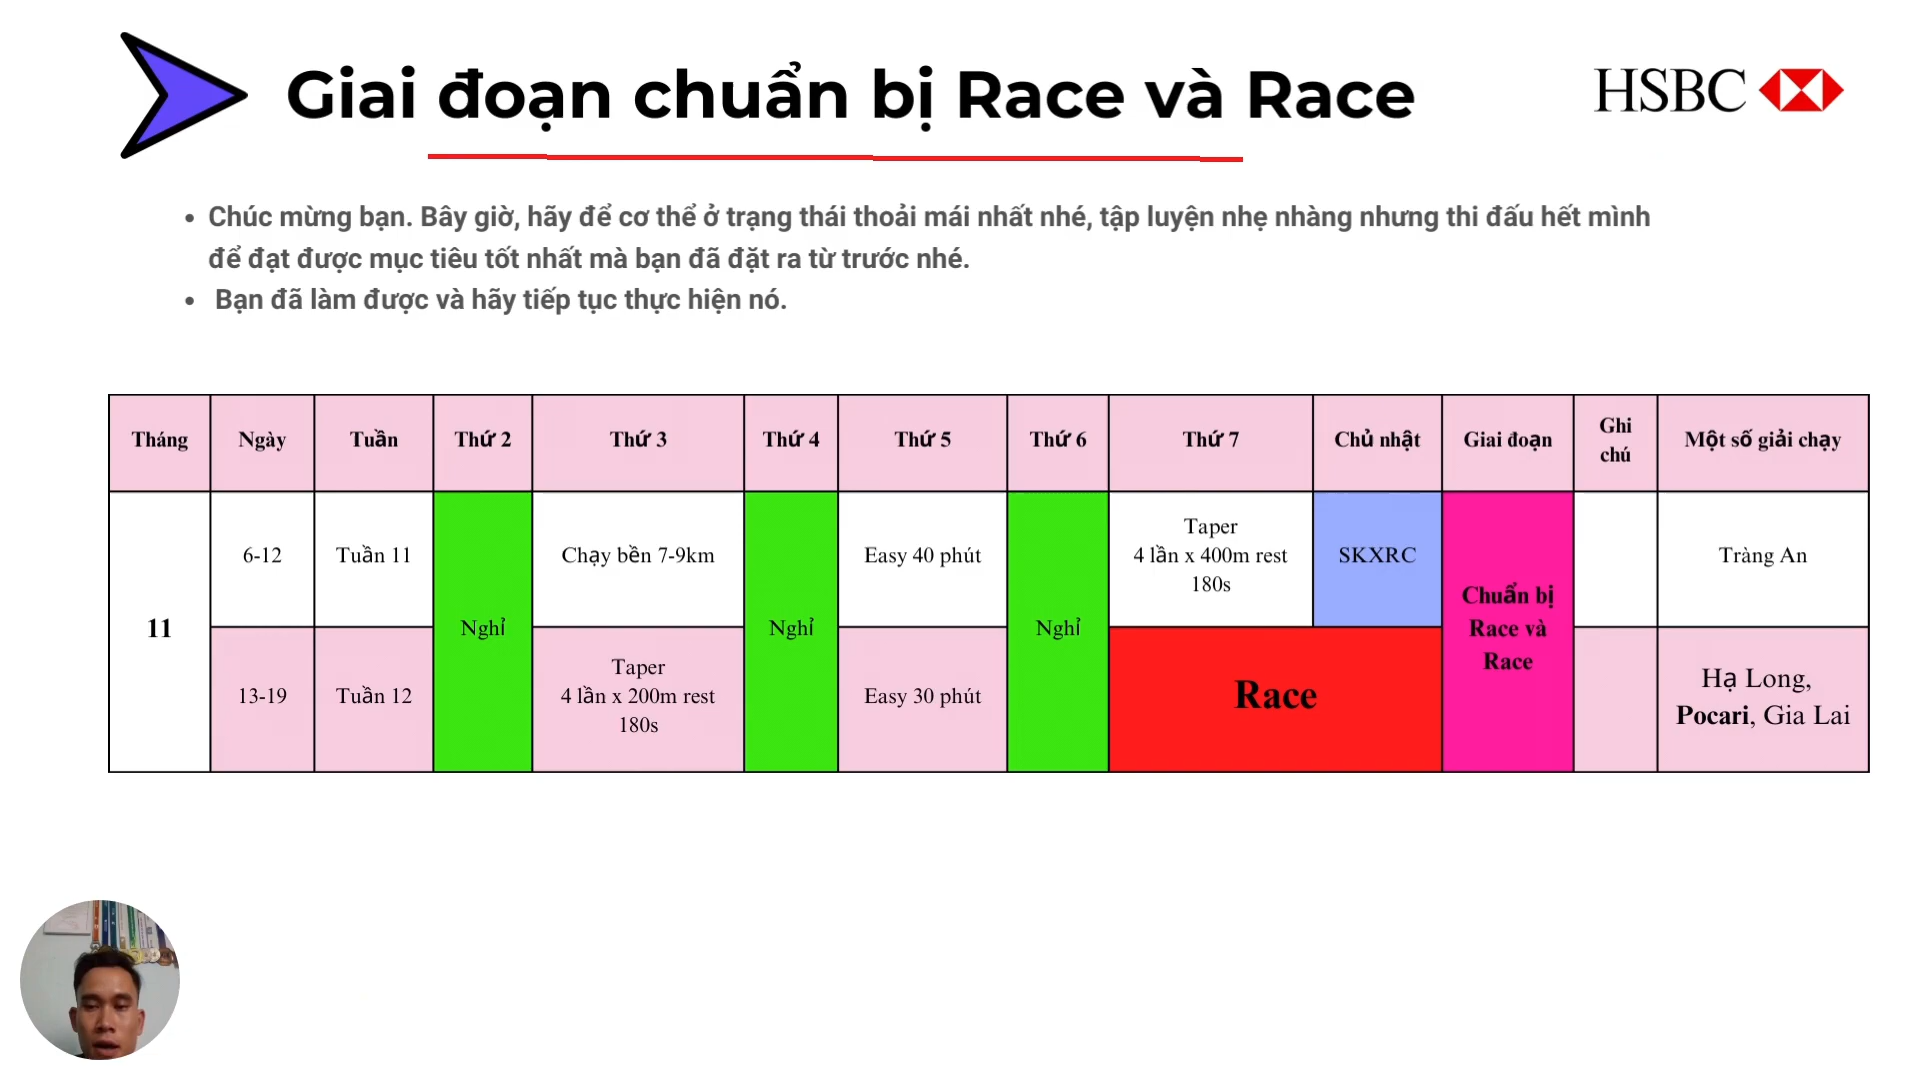 Giai đoạn chuẩn bị Race và Race
HSBC
• Chúc mừng bạn. Bây giờ, hãy để cơ thể ở trạng thái thoải mái nhất nhé, tập luyện nhẹ nhàng nhưng thi đấu hết mình
để đạt được mục tiêu tốt nhất mà bạn đã đặt ra từ trước nhé.
• Bạn đã làm được và hãy tiếp tục thực hiện nó.
Tháng Ngày Tuần Thứ 2 Thứ 3 Thứ 4 Thứ 5 Thứ 6 Thứ 7 Chủ nhật Giai đoạn Ghi chú Một số giải chạy
11
6-12 Tuần 11 Nghỉ Chạy bền 7-9km Nghỉ Easy 40 phút Nghỉ Taper 4 lần x 400m rest 180s SKXRC Chuẩn bị Race và Race Tràng An
13-19 Tuần 12 Taper 4 lần x 200m rest 180s Easy 30 phút Race Hạ Long, Pocari, Gia Lai